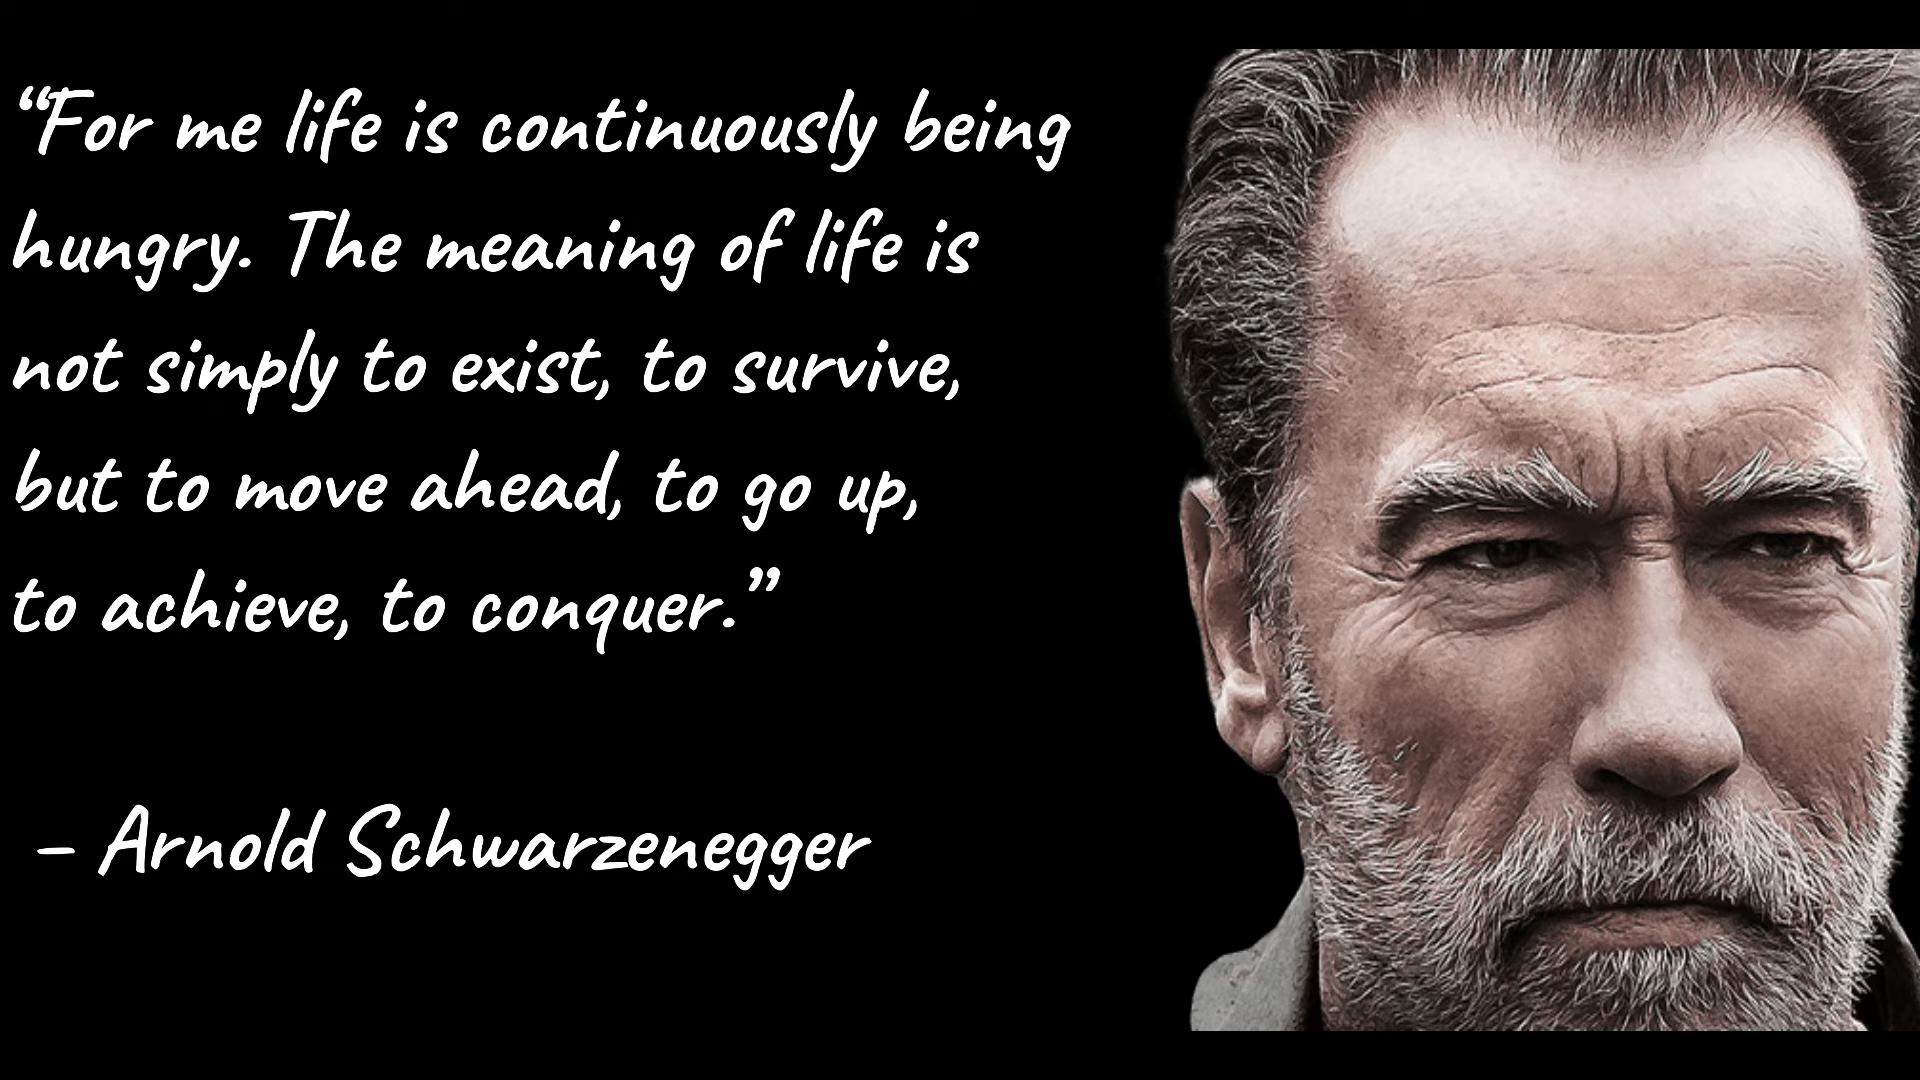 “For me life is continuously being
hungry. The meaning of life is
not simply to exist, to survive,
but to move ahead, to go up,
to achieve, to conquer.”
– Arnold Schwarzenegger